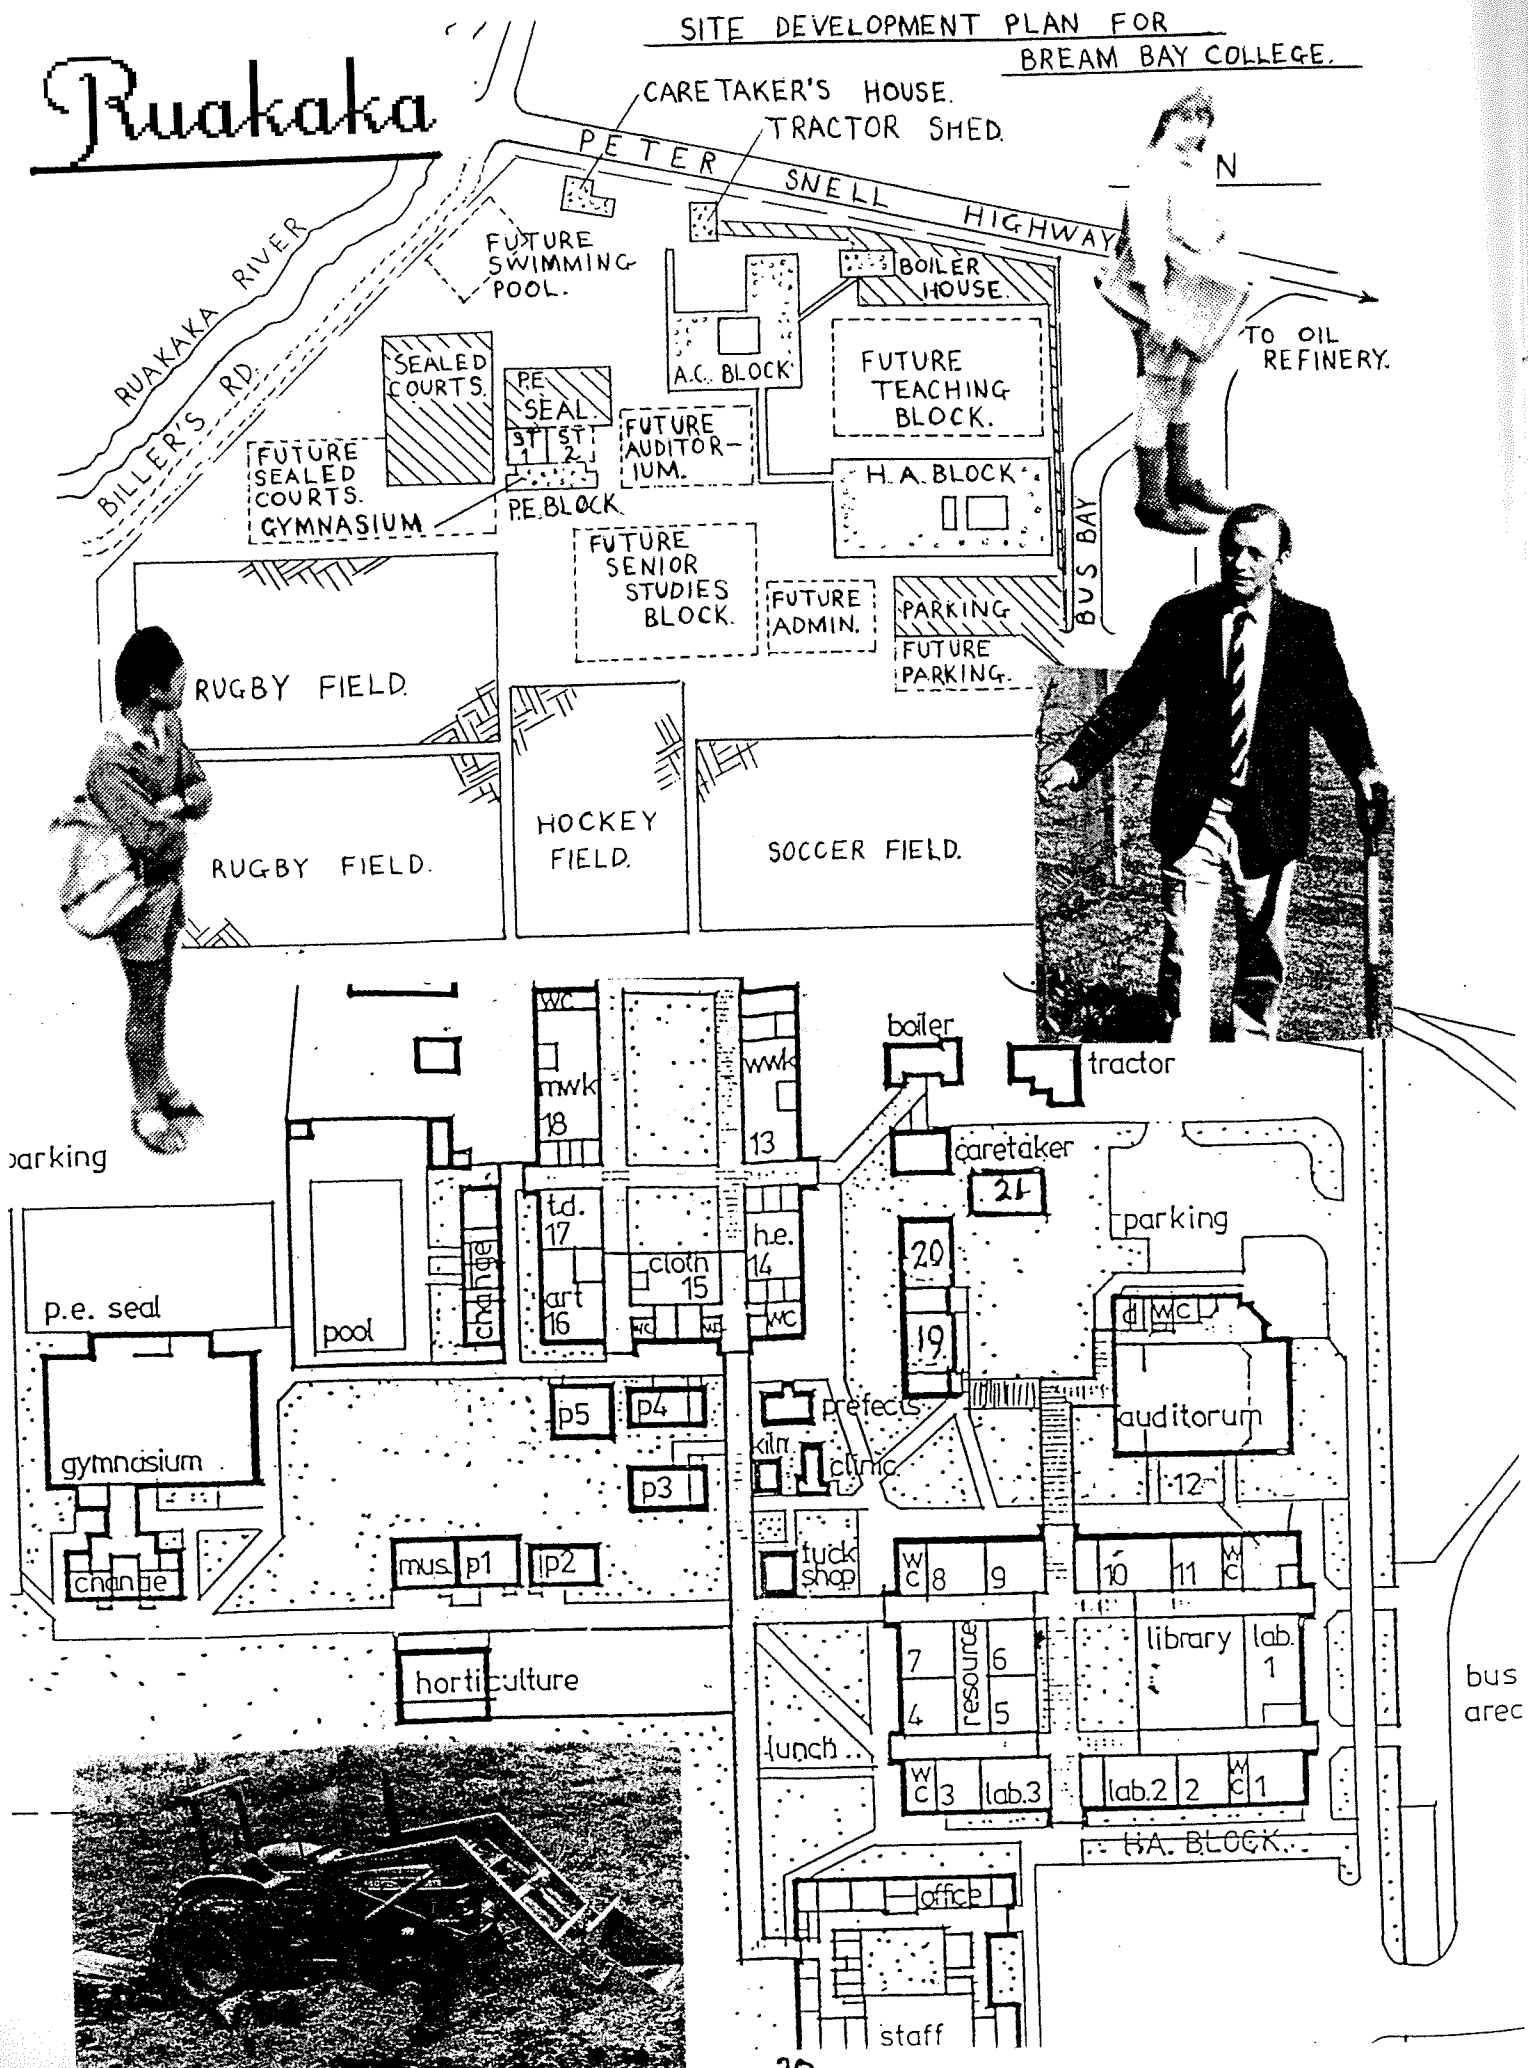 SITE DEVELOPMENT PLAN FOR
BREAM BAY COLLEGE.
Ruakaka
CARETAKER'S HOUSE.
TRACTOR SHED.
PETER SNELL HIGHWAY
N
RUAKAKA RIVER
BILLER'S RD.
FUTURE
SWIMMING
POOL.
BOILER
HOUSE.
TO OIL
REFINERY.
SEALED
COURTS.
P.E.
SEAL.
ST
1
ST
2
A.C. BLOCK
FUTURE
TEACHING
BLOCK.
FUTURE
AUDITOR-
IUM.
FUTURE
SEALED
COURTS.
GYMNASIUM
P.E. BLOCK.
H.A. BLOCK
BUS BAY
FUTURE
SENIOR
STUDIES
BLOCK.
FUTURE
ADMIN.
PARKING
FUTURE
PARKING.
RUGBY FIELD.
RUGBY FIELD.
HOCKEY
FIELD.
SOCCER FIELD.
wc
mwk
18
wwk
13
boiler
tractor
parking
caretaker
21
td.
17
h.e.
14
20
parking
change
cloth
15
art
16
wc
wc
wc
19
d
wc
p.e. seal
pool
p5
p4
prefects
auditorum
gymnasium
kiln
clinic
p3
12
change
mus.
p1
p2
tuck
shop
wc
8
9
10
11
wc
horticulture
7
resource
6
library
lab.
1
4
5
bus
area
lunch
wc
3
lab.3
lab.2
2
wc
1
H.A. BLOCK.
office
staff